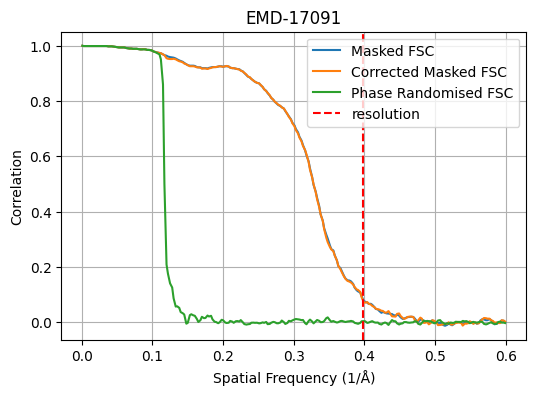 EMD-17091
Masked FSC
Corrected Masked FSC
Phase Randomised FSC
resolution
Correlation
1.0
0.8
0.6
0.4
0.2
0.0
0.0 0.1 0.2 0.3 0.4 0.5 0.6
Spatial Frequency (1/Å)